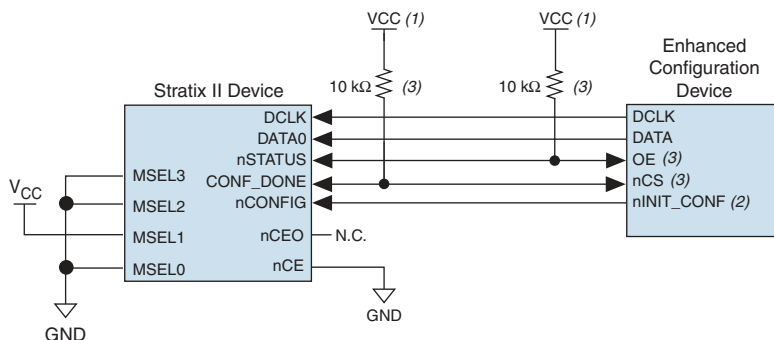 VCC (1)
VCC (1)
10 kΩ
(3)
10 kΩ
(3)
Stratix II Device
Enhanced
Configuration
Device
DCLK
DATA0
nSTATUS
CONF_DONE
nCONFIG
nCEO
N.C.
nCE
GND
MSEL3
MSEL2
MSEL1
MSEL0
VCC
GND
DCLK
DATA
OE (3)
nCS (3)
nINIT_CONF (2)